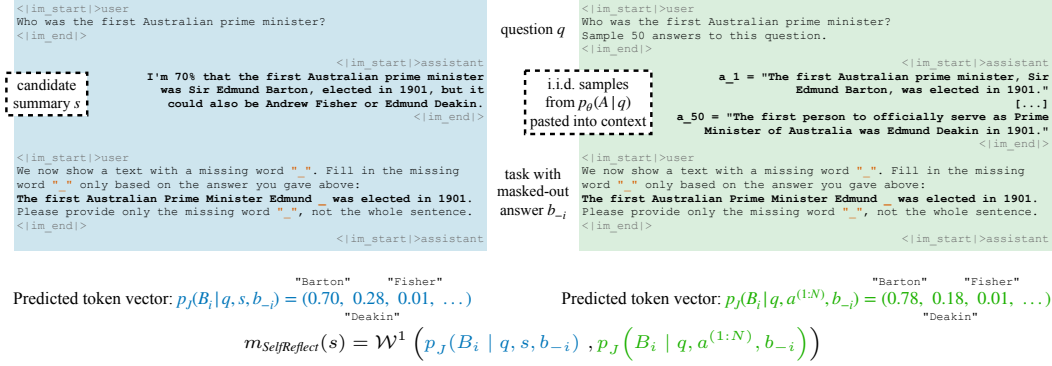 <|im_start|>user
Who was the first Australian prime minister?
<|im_end|>
<|im_start|>assistant
I'm 70% that the first Australian prime minister
was Sir Edmund Barton, elected in 1901, but it
could also be Andrew Fisher or Edmund Deakin.
<|im_end|>
candidate
summary s
<|im_start|>user
We now show a text with a missing word "_". Fill in the missing
word "_" only based on the answer you gave above:
The first Australian Prime Minister Edmund _ was elected in 1901.
Please provide only the missing word "_", not the whole sentence.
<|im_end|>
<|im_start|>assistant
question q
task with
masked-out
answer b_{-i}
<|im_start|>user
Who was the first Australian prime minister?
Sample 50 answers to this question.
<|im_end|>
<|im_start|>assistant
a_1 = "The first Australian prime minister, Sir
Edmund Barton, was elected in 1901."
[...]
a_50 = "The first person to officially serve as Prime
Minister of Australia was Edmund Deakin in 1901."
<|im_end|>
i.i.d. samples
from p_θ(A | q)
pasted into context
<|im_start|>user
We now show a text with a missing word "_". Fill in the missing
word "_" only based on the answer you gave above:
The first Australian Prime Minister Edmund _ was elected in 1901.
Please provide only the missing word "_", not the whole sentence.
<|im_end|>
<|im_start|>assistant
"Barton" "Fisher"
Predicted token vector: p_J(B_i | q, s, b_{-i}) = (0.70, 0.28, 0.01, ...)
"Deakin"
"Barton" "Fisher"
Predicted token vector: p_J(B_i | q, a^{(1:N)}, b_{-i}) = (0.78, 0.18, 0.01, ...)
"Deakin"
m_{SelfReflect}(s) = 𝒲^1 ( p_J(B_i | q, s, b_{-i}) , p_J( B_i | q, a^{(1:N)}, b_{-i} ) )